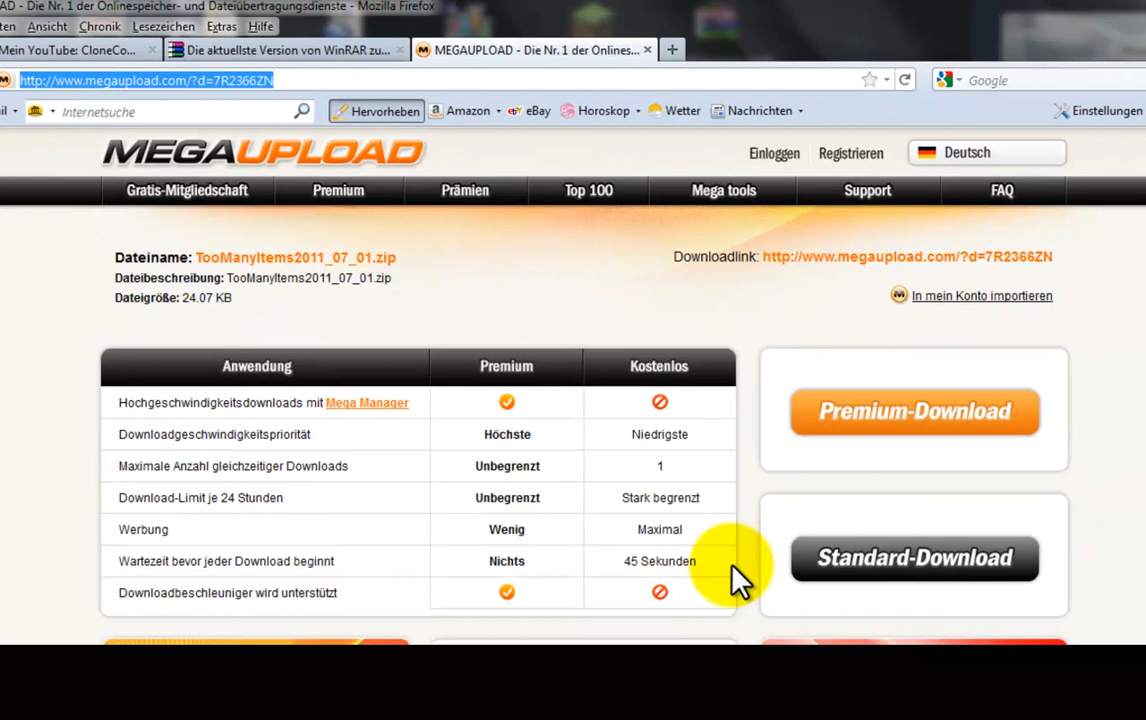 AD - Die Nr. 1 der Onlinespeicher- und Dateiübertragungsdienste - Mozilla Firefox
ten Ansicht Chronik Lesezeichen Extras Hilfe
Mein YouTube: CloneCo... Die aktuellste Version von WinRAR zu... MEGAUPLOAD - Die Nr. 1 der Onlines...
http://www.megaupload.com/?d=7R2366ZN Google
il Internetsuche Hervorheben Amazon eBay Horoskop Wetter Nachrichten Einstellungen
MEGAUPLOAD Einloggen Registrieren Deutsch
Gratis-Mitgliedschaft Premium Prämien Top 100 Mega tools Support FAQ
Dateiname: TooManyItems2011_07_01.zip Downloadlink: http://www.megaupload.com/?d=7R2366ZN
Dateibeschreibung: TooManyItems2011_07_01.zip
Dateigröße: 24.07 KB In mein Konto importieren
Anwendung Premium Kostenlos
Hochgeschwindigkeitsdownloads mit Mega Manager
Premium-Download
Downloadgeschwindigkeitspriorität Höchste Niedrigste
Maximale Anzahl gleichzeitiger Downloads Unbegrenzt 1
Download-Limit je 24 Stunden Unbegrenzt Stark begrenzt
Werbung Wenig Maximal
Wartezeit bevor jeder Download beginnt Nichts 45 Sekunden
Standard-Download
Downloadbeschleuniger wird unterstützt